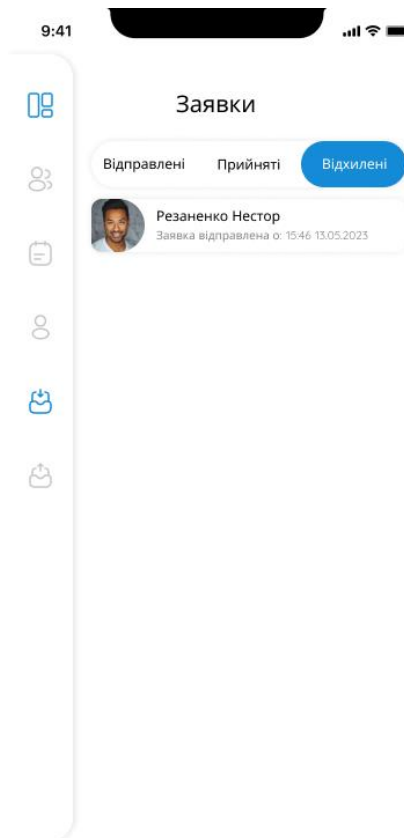 9:41
Заявки
Відправлені Прийняті Відхилені
Резаненко Нестор
Заявка відправлена о: 15:46 13.05.2023